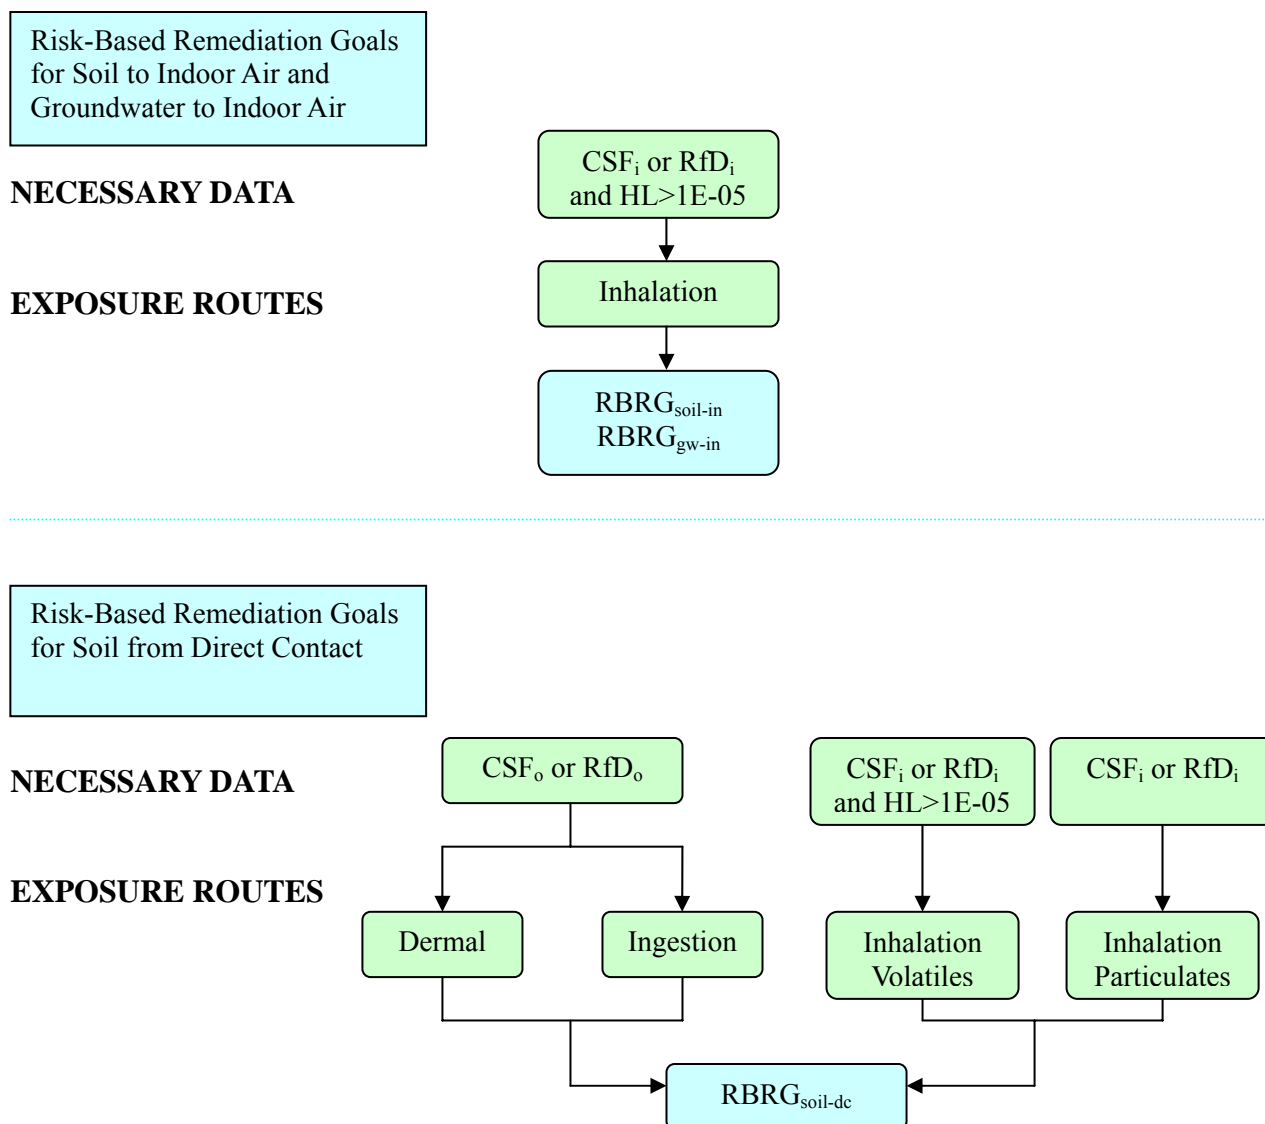 Risk-Based Remediation Goals
for Soil to Indoor Air and
Groundwater to Indoor Air
CSFi or RfDi
and HL>1E-05
NECESSARY DATA
EXPOSURE ROUTES
Inhalation
RBRGsoil-in
RBRGgw-in
Risk-Based Remediation Goals
for Soil from Direct Contact
NECESSARY DATA
CSFo or RfDo
CSFi or RfDi
and HL>1E-05
CSFi or RfDi
EXPOSURE ROUTES
Dermal
Ingestion
Inhalation
Volatiles
Inhalation
Particulates
RBRGsoil-dc